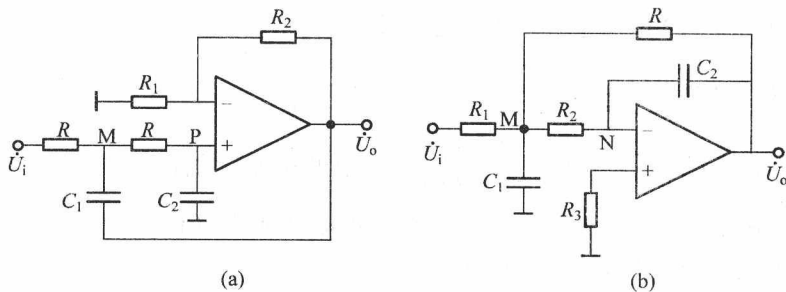 R₂
R₁
−
R
M
R
P
+
U̇ᵢ
U̇ₒ
C₁
C₂
(a)
R
C₂
R₁
M
R₂
−
N
U̇ᵢ
+
U̇ₒ
C₁
R₃
(b)